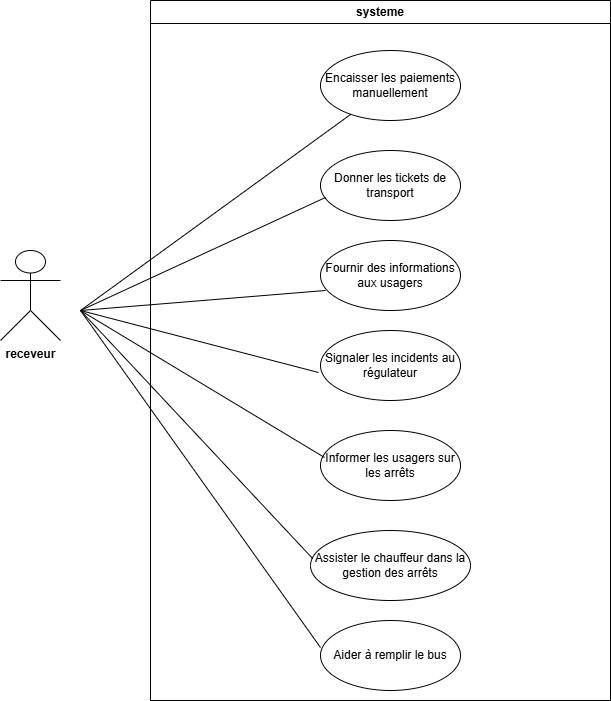 systeme
Encaisser les paiements
manuellement
Donner les tickets de
transport
Fournir des informations
aux usagers
receveur
Signaler les incidents au
régulateur
Informer les usagers sur
les arrêts
Assister le chauffeur dans la
gestion des arrêts
Aider à remplir le bus